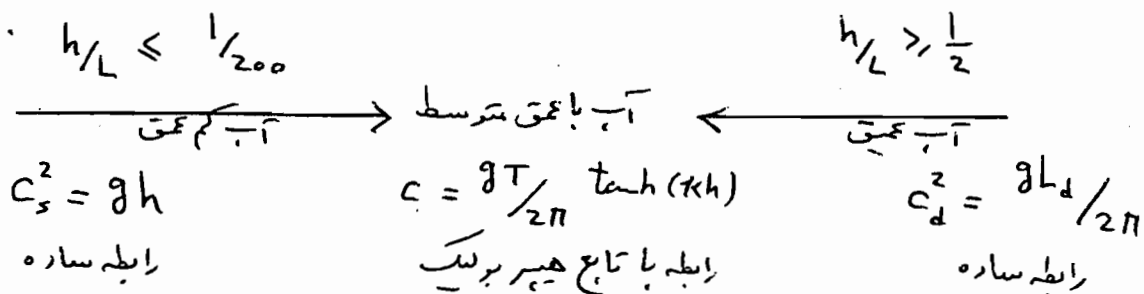 h/L ≤ 1/200    h/L ≥ 1/2
آب کم عمق    آب با عمق متوسط    آب عمیق
C_s^2 = gh    C = gT/2π tanh(kh)    C_d^2 = gL_d/2π
رابطه ساده    رابطه با تابع هیپربولیک    رابطه ساده